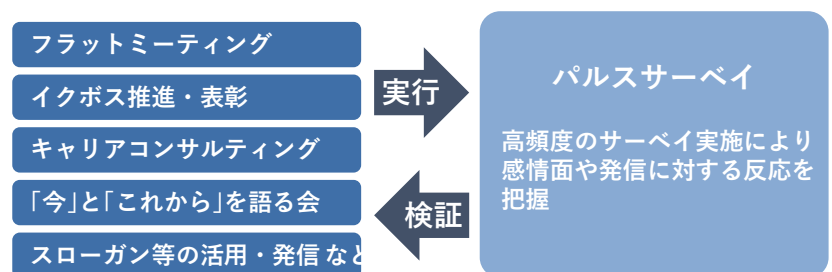 フラットミーティング
イクボス推進・表彰
キャリアコンサルティング
「今」と「これから」を語る会
スローガン等の活用・発信 など
実行
検証
パルスサーベイ
高頻度のサーベイ実施により
感情面や発信に対する反応を
把握